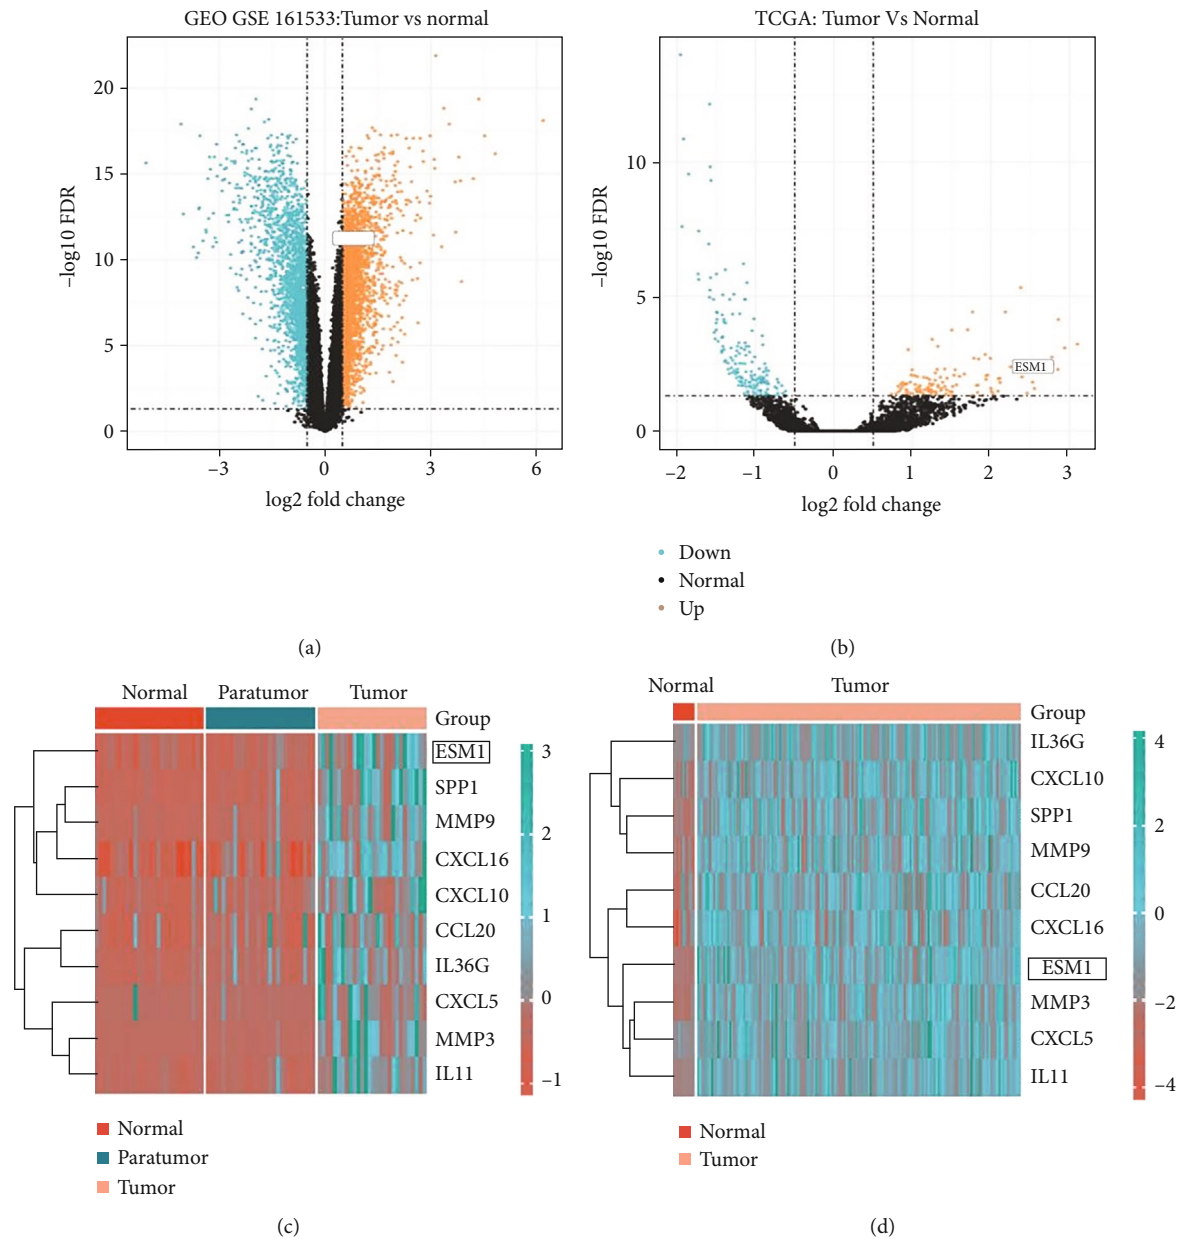 GEO GSE 161533:Tumor vs normal
20
15
10
5
0
–log10 FDR
–3
0
3
6
log2 fold change
(a)
TCGA: Tumor Vs Normal
10
5
0
–log10 FDR
–2
–1
0
1
2
3
ESM1
log2 fold change
Down
Normal
Up
(b)
Normal
Paratumor
Tumor
Group
ESM1
SPP1
MMP9
CXCL16
CXCL10
CCL20
IL36G
CXCL5
MMP3
IL11
3
2
1
0
–1
Normal
Paratumor
Tumor
(c)
Normal
Tumor
Group
IL36G
CXCL10
SPP1
MMP9
CCL20
CXCL16
ESM1
MMP3
CXCL5
IL11
4
2
0
–2
–4
Normal
Tumor
(d)